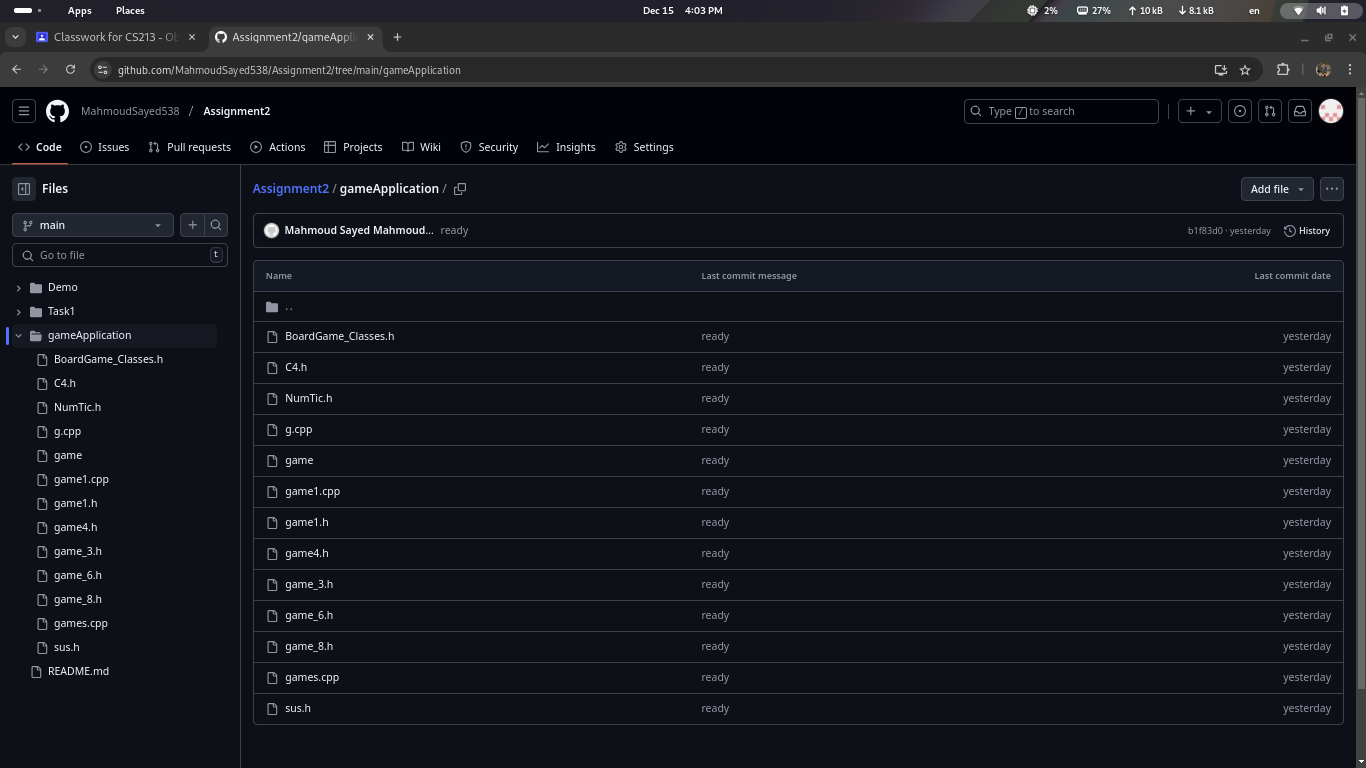 Apps Places Dec 15 4:03 PM 2% 27% 10 kB 8.1 kB en
Classwork for CS213 - Ob Assignment2/gameAppli
github.com/MahmoudSayed538/Assignment2/tree/main/gameApplication
MahmoudSayed538 / Assignment2 Type / to search
Code Issues Pull requests Actions Projects Wiki Security Insights Settings
Files
main
Go to file t
Demo
Task1
gameApplication
BoardGame_Classes.h
C4.h
NumTic.h
g.cpp
game
game1.cpp
game1.h
game4.h
game_3.h
game_6.h
game_8.h
games.cpp
sus.h
README.md
Assignment2 / gameApplication / Add file
Mahmoud Sayed Mahmoud... ready b1f83d0 · yesterday History
Name Last commit message Last commit date
..
BoardGame_Classes.h ready yesterday
C4.h ready yesterday
NumTic.h ready yesterday
g.cpp ready yesterday
game ready yesterday
game1.cpp ready yesterday
game1.h ready yesterday
game4.h ready yesterday
game_3.h ready yesterday
game_6.h ready yesterday
game_8.h ready yesterday
games.cpp ready yesterday
sus.h ready yesterday